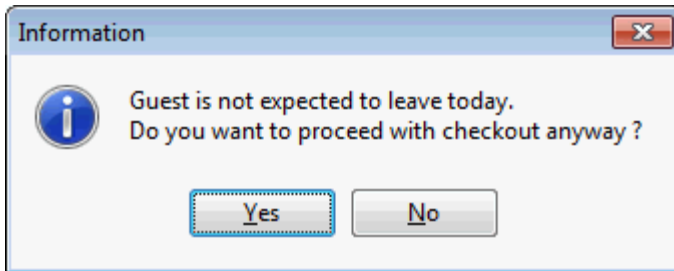 Information
Guest is not expected to leave today.
Do you want to proceed with checkout anyway ?
Yes
No